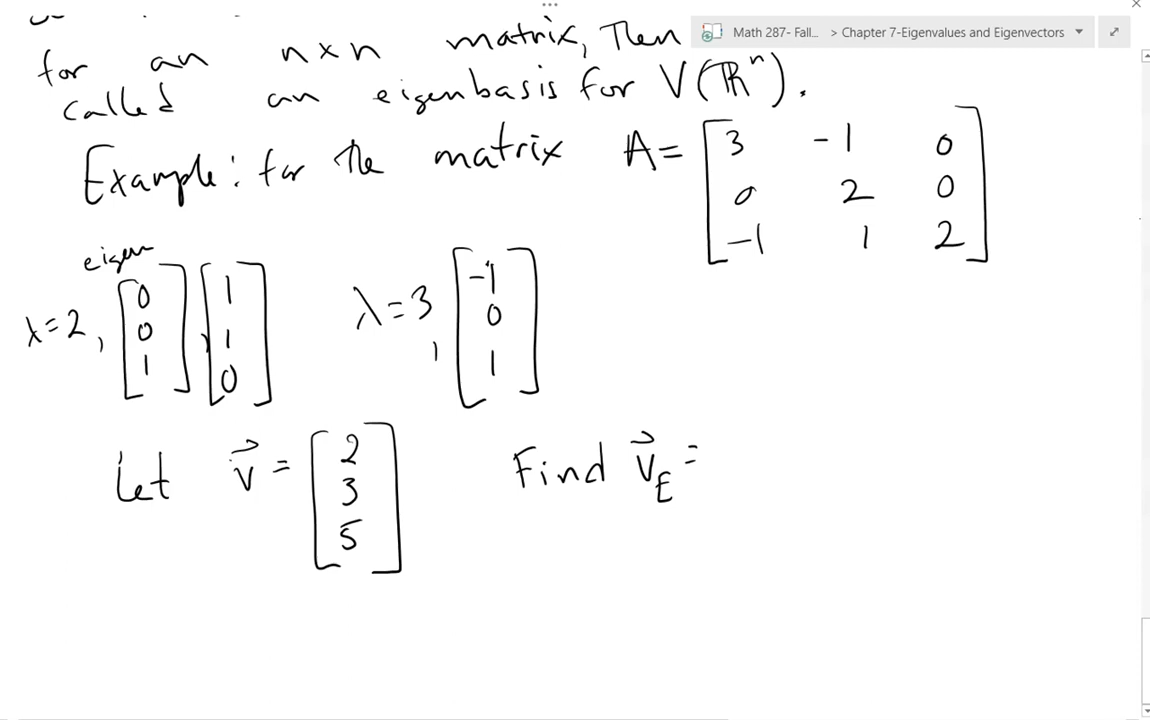 Math 287- Fall... > Chapter 7-Eigenvalues and Eigenvectors
for an n×n matrix, Then
called an eigenbasis for V(ℝⁿ).
Example: for the matrix A = [3 -1 0
0 2 0
-1 1 2]
eigen
λ=2, [0 0 1], [1 1 0] λ=3, [-1 0 1]
Let v⃗ = [2 3 5] Find v⃗_E =